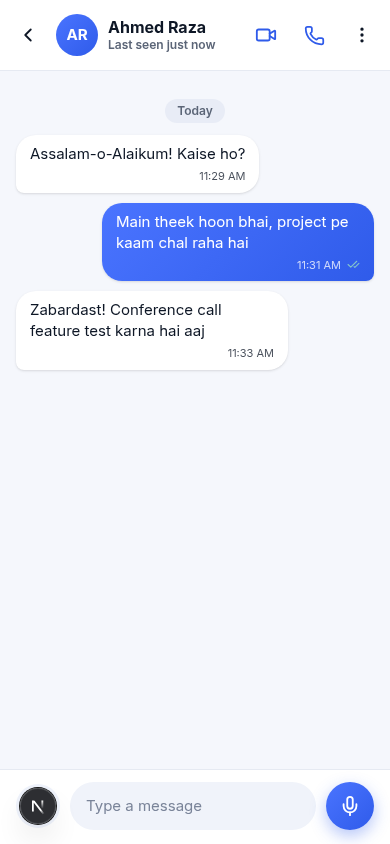 AR
Ahmed Raza
Last seen just now
Today
Assalam-o-Alaikum! Kaise ho?
11:29 AM
Main theek hoon bhai, project pe
kaam chal raha hai
11:31 AM
Zabardast! Conference call
feature test karna hai aaj
11:33 AM
N
Type a message